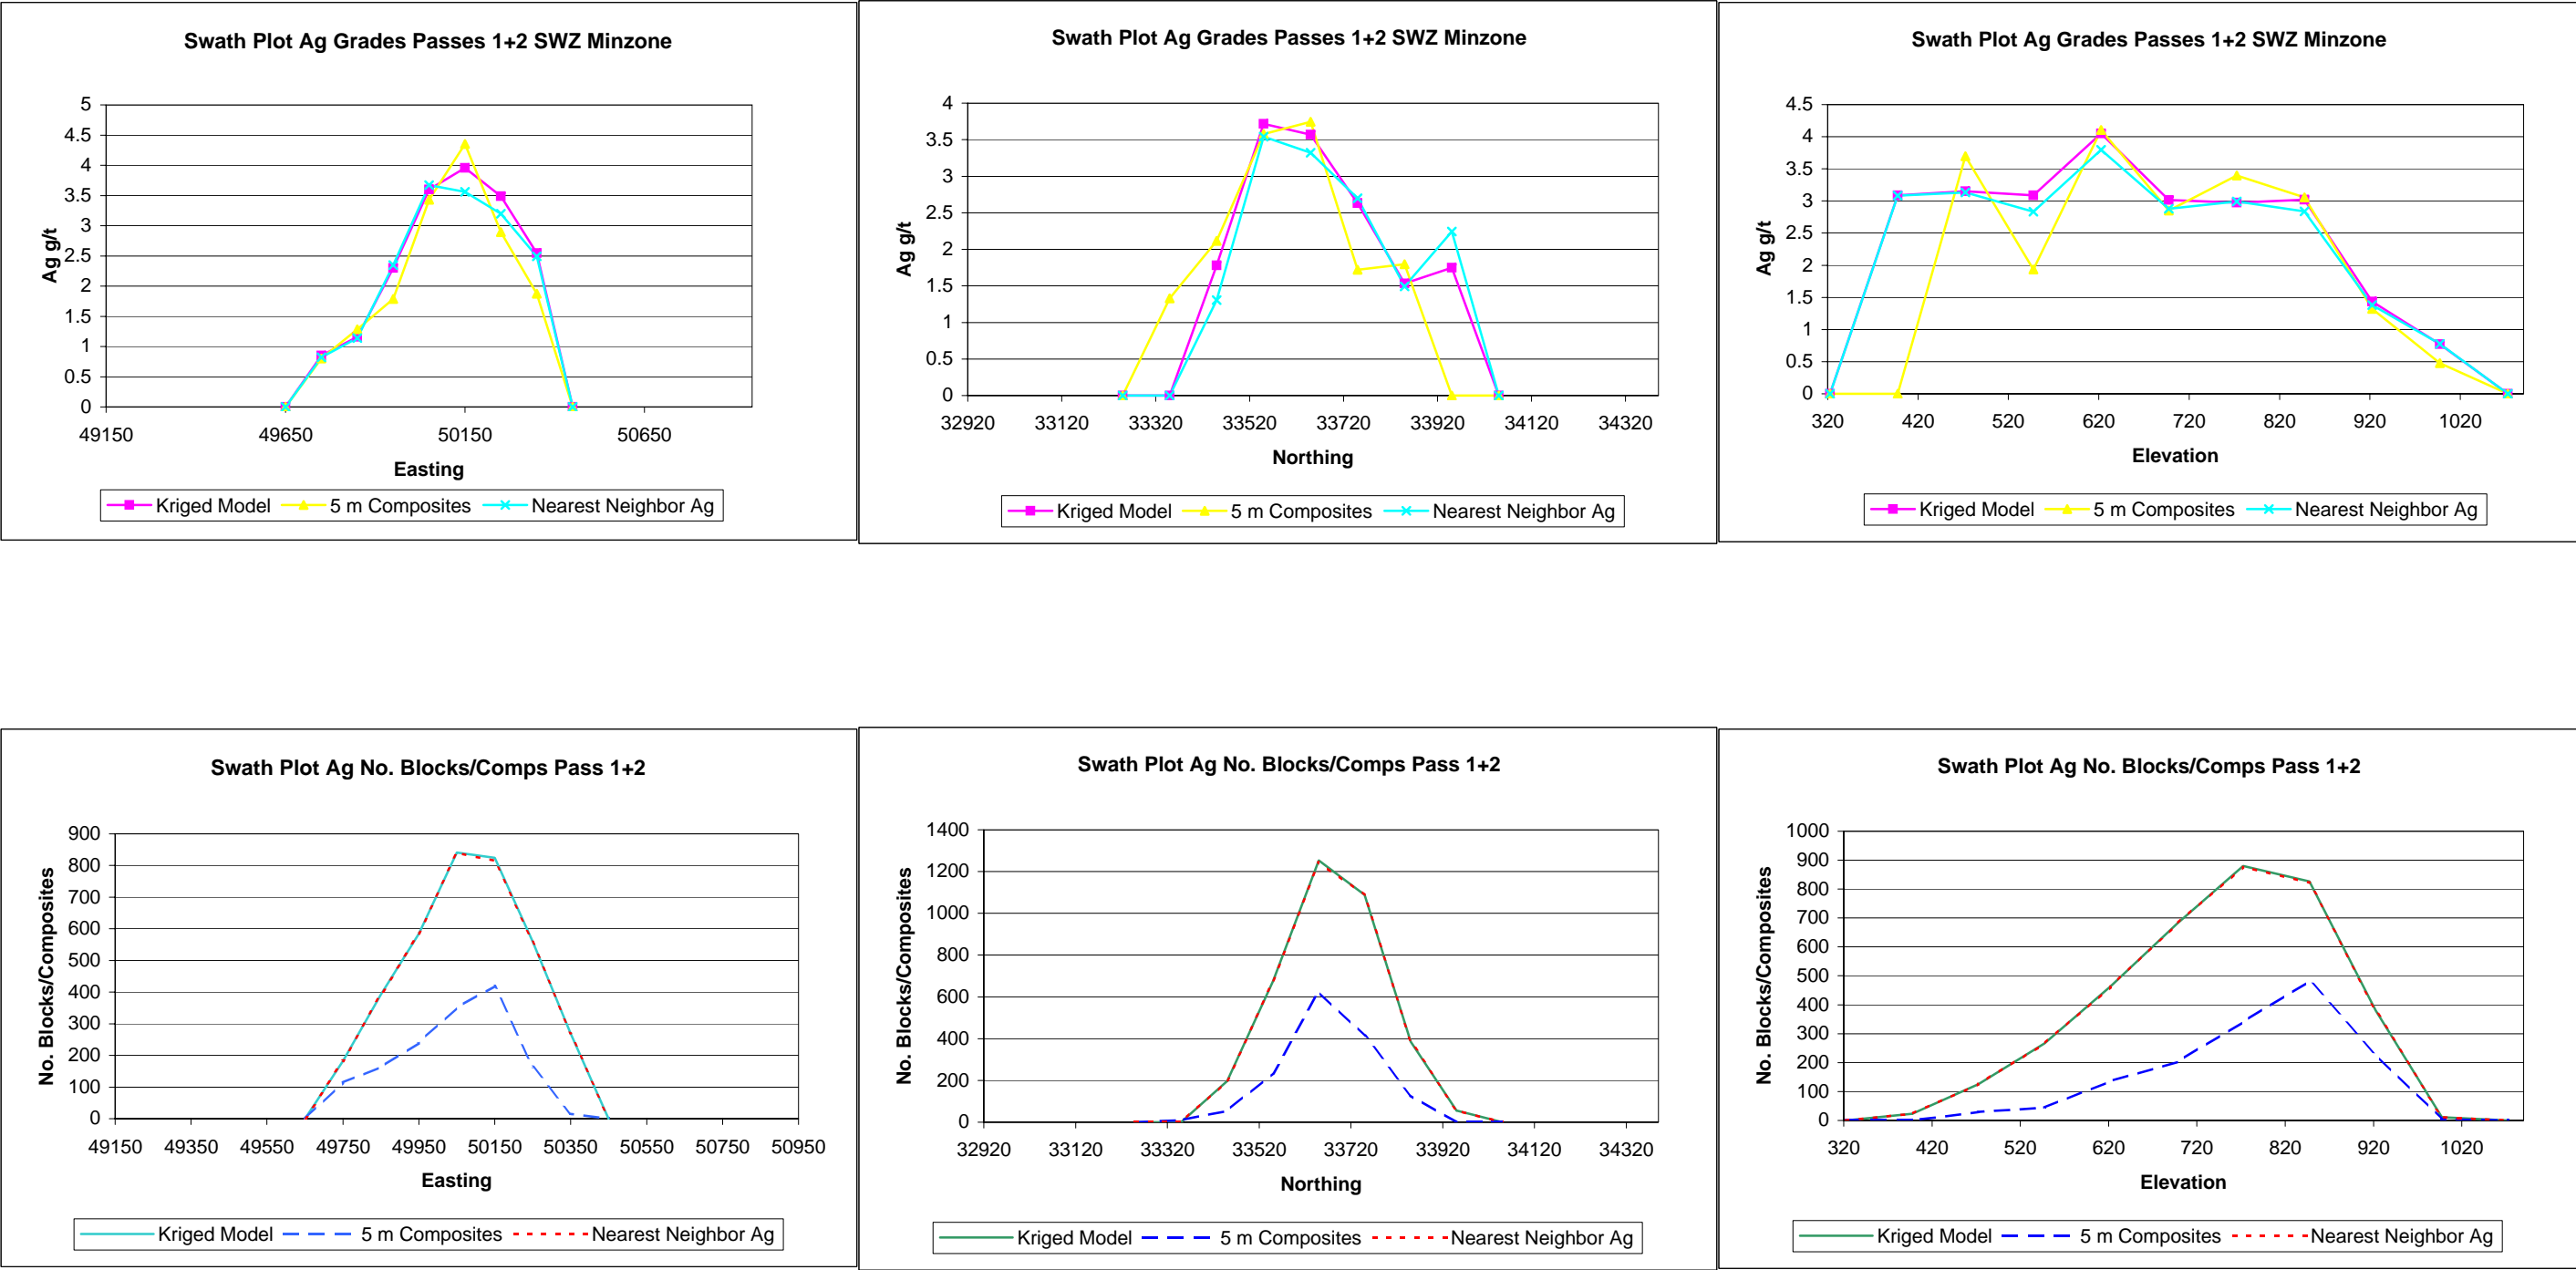 Swath Plot Ag Grades Passes 1+2 SWZ Minzone
5
4.5
4
3.5
3
2.5
2
1.5
1
0.5
0
Ag g/t
49150 49650 50150 50650
Easting
Kriged Model 5 m Composites Nearest Neighbor Ag
Swath Plot Ag Grades Passes 1+2 SWZ Minzone
4
3.5
3
2.5
2
1.5
1
0.5
0
Ag g/t
32920 33120 33320 33520 33720 33920 34120 34320
Northing
Kriged Model 5 m Composites Nearest Neighbor Ag
Swath Plot Ag Grades Passes 1+2 SWZ Minzone
4.5
4
3.5
3
2.5
2
1.5
1
0.5
0
Ag g/t
320 420 520 620 720 820 920 1020
Elevation
Kriged Model 5 m Composites Nearest Neighbor Ag
Swath Plot Ag No. Blocks/Comps Pass 1+2
900
800
700
600
500
400
300
200
100
0
No. Blocks/Composites
49150 49350 49550 49750 49950 50150 50350 50550 50750 50950
Easting
Kriged Model 5 m Composites Nearest Neighbor Ag
Swath Plot Ag No. Blocks/Comps Pass 1+2
1400
1200
1000
800
600
400
200
0
No. Blocks/Composites
32920 33120 33320 33520 33720 33920 34120 34320
Northing
Kriged Model 5 m Composites Nearest Neighbor Ag
Swath Plot Ag No. Blocks/Comps Pass 1+2
1000
900
800
700
600
500
400
300
200
100
0
No. Blocks/Composites
320 420 520 620 720 820 920 1020
Elevation
Kriged Model 5 m Composites Nearest Neighbor Ag